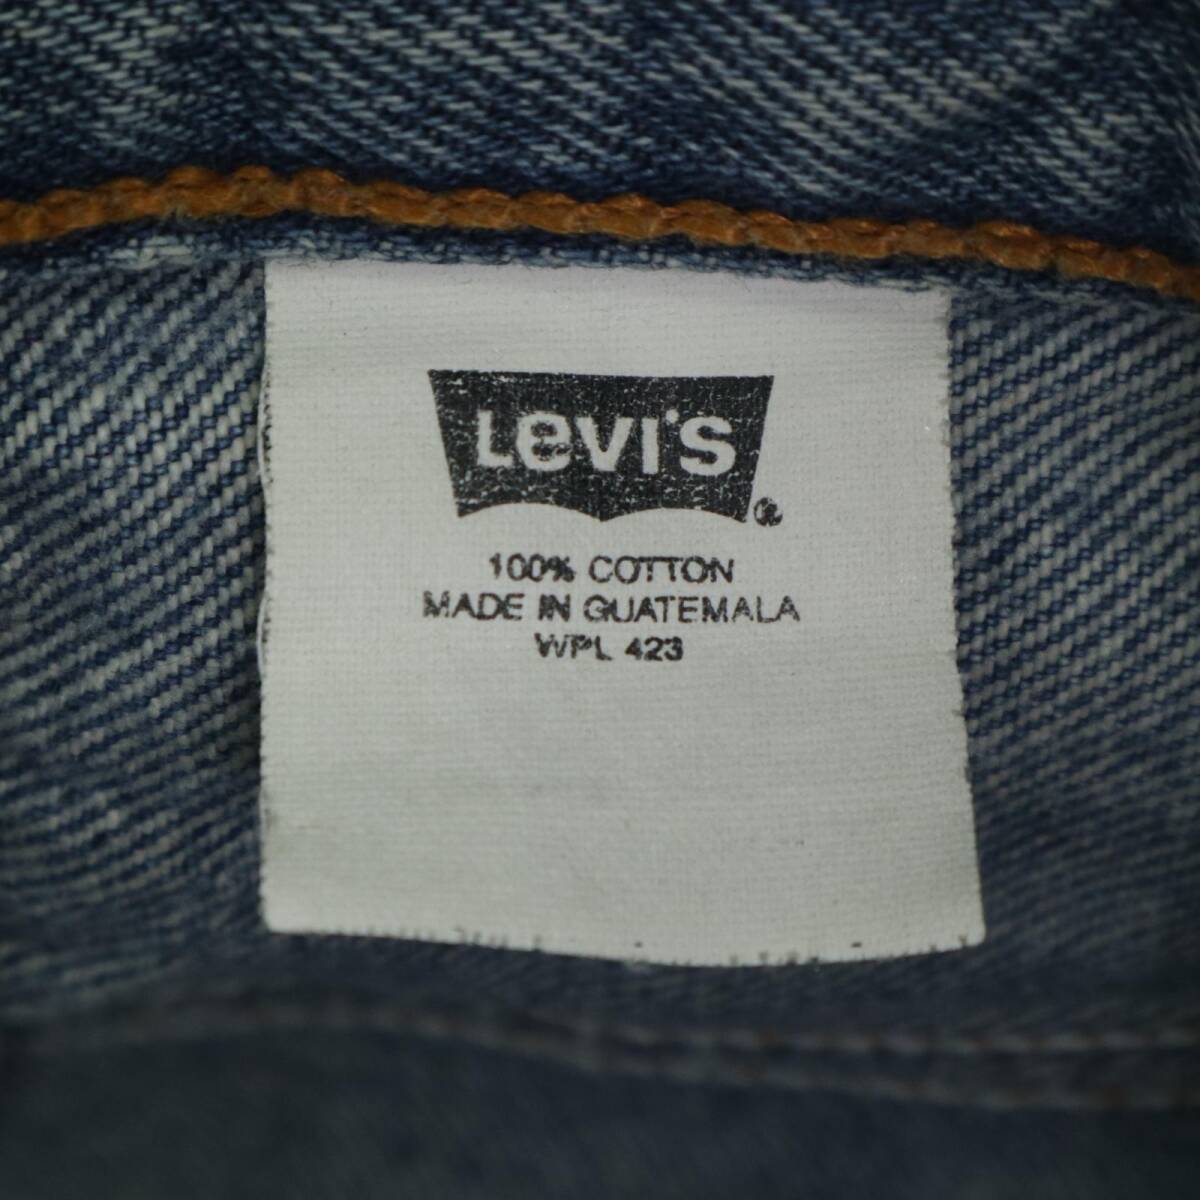 Levi's
®
100% COTTON
MADE IN GUATEMALA
WPL 423